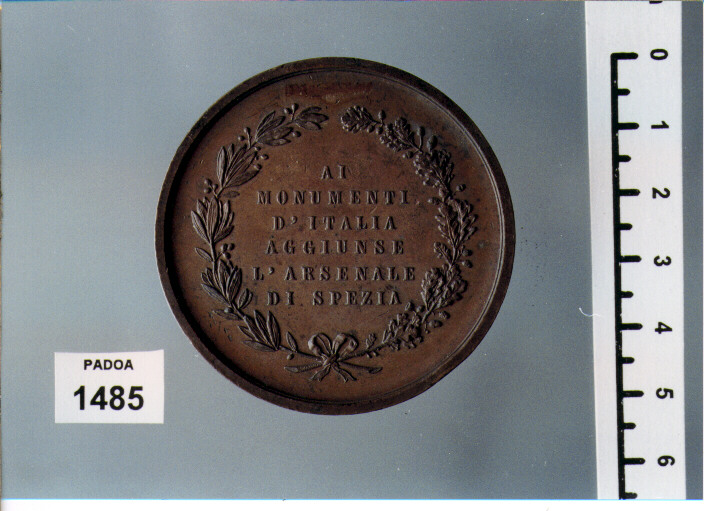 AI
MONUMENTI
D'ITALIA
AGGIUNSE
L'ARSENALE
DI SPEZIA
PADOA
1485
0
1
2
3
4
5
6